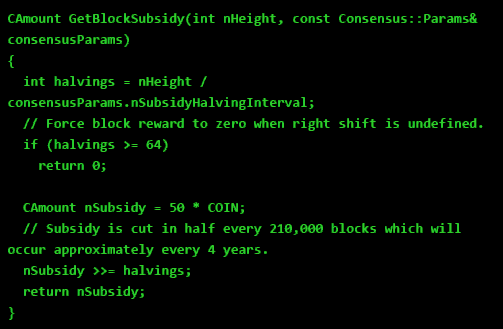 CAmount GetBlockSubsidy(int nHeight, const Consensus::Params&
consensusParams)
{
  int halvings = nHeight /
consensusParams.nSubsidyHalvingInterval;
  // Force block reward to zero when right shift is undefined.
  if (halvings >= 64)
    return 0;

  CAmount nSubsidy = 50 * COIN;
  // Subsidy is cut in half every 210,000 blocks which will
occur approximately every 4 years.
  nSubsidy >>= halvings;
  return nSubsidy;
}